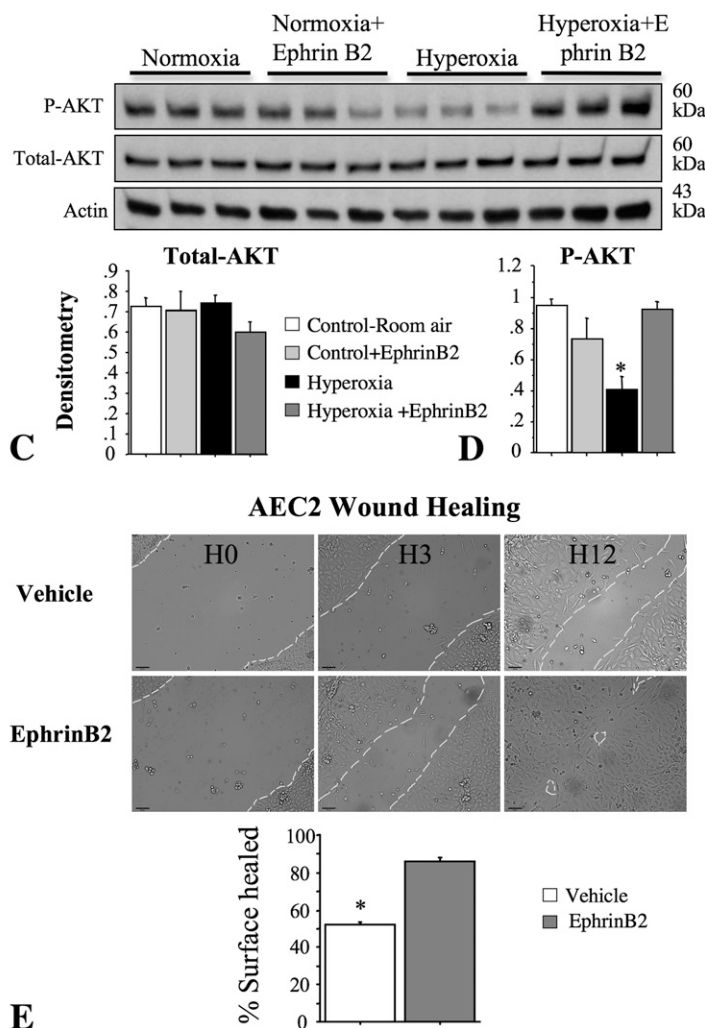 Normoxia
Normoxia+
Ephrin B2
Hyperoxia
Hyperoxia+E
phrin B2
P-AKT
60
kDa
Total-AKT
60
kDa
Actin
43
kDa
Total-AKT
P-AKT
Densitometry
.9
.8
.7
.6
.5
.4
.3
.2
.1
0
Control-Room air
Control+EphrinB2
Hyperoxia
Hyperoxia +EphrinB2
1.2
1
.8
.6
.4
.2
0
*
C
D
AEC2 Wound Healing
H0
H3
H12
Vehicle
EphrinB2
% Surface healed
100
80
60
40
20
0
*
Vehicle
EphrinB2
E